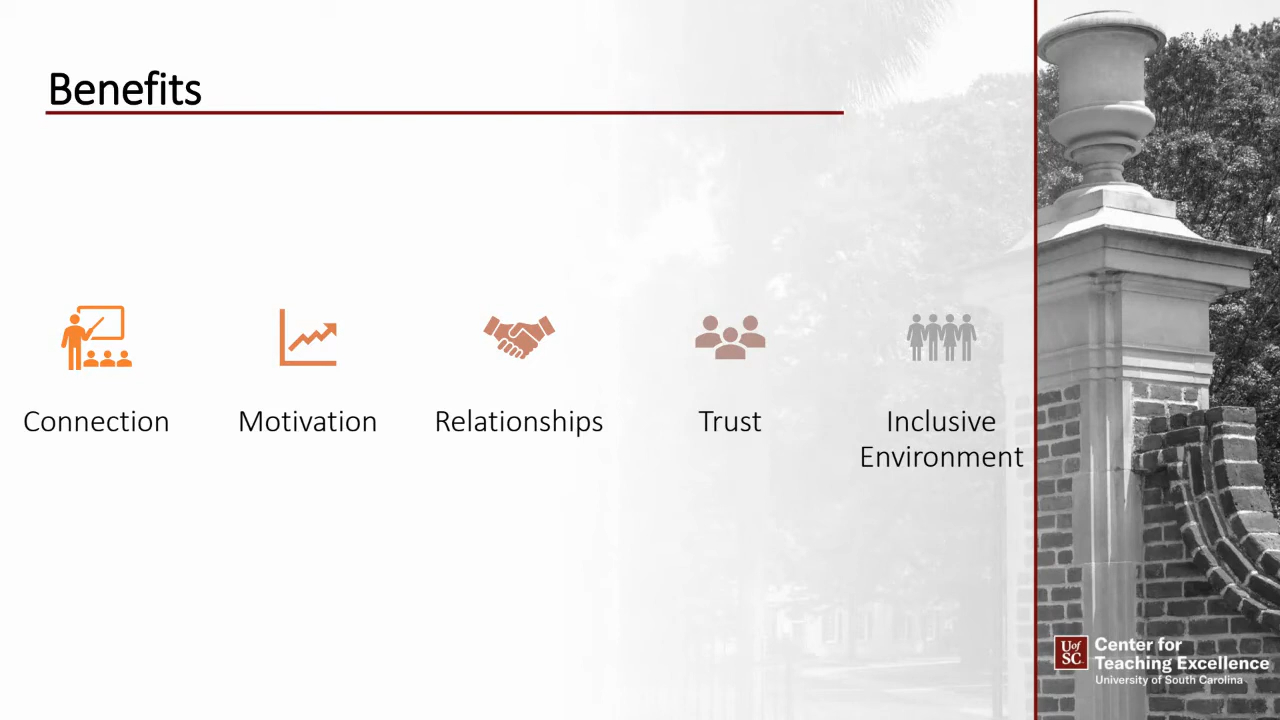 Benefits
Connection
Motivation
Relationships
Trust
Inclusive
Environment
UofSC
Center for
Teaching Excellence
University of South Carolina